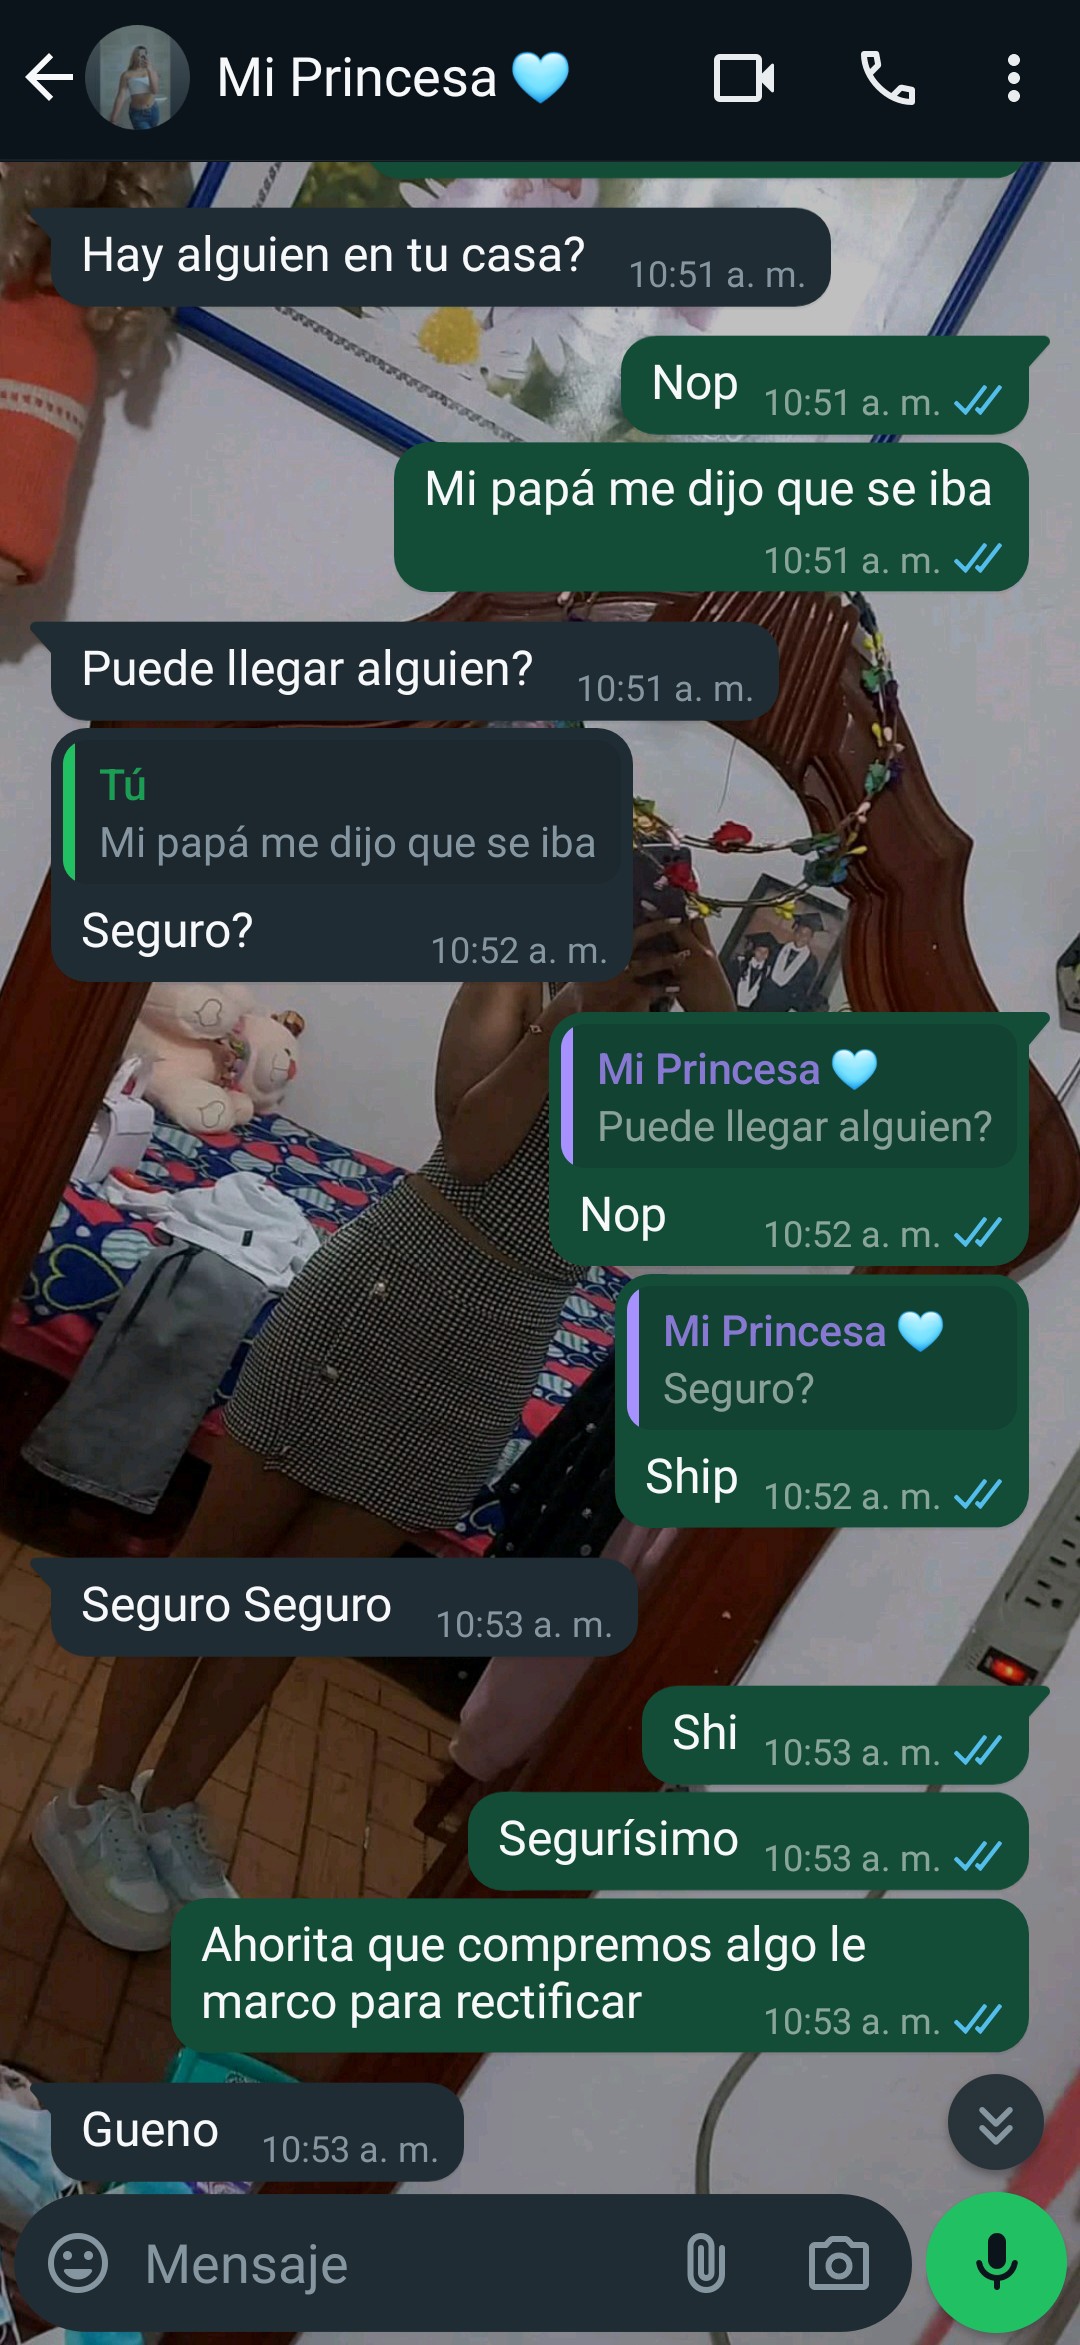 Mi Princesa 🩵
Hay alguien en tu casa?
10:51 a. m.
Nop
10:51 a. m.
Mi papá me dijo que se iba
10:51 a. m.
Puede llegar alguien?
10:51 a. m.
Tú
Mi papá me dijo que se iba
Seguro?
10:52 a. m.
Mi Princesa 🩵
Puede llegar alguien?
Nop
10:52 a. m.
Mi Princesa 🩵
Seguro?
Ship
10:52 a. m.
Seguro Seguro
10:53 a. m.
Shi
10:53 a. m.
Segurísimo
10:53 a. m.
Ahorita que compremos algo le
marco para rectificar
10:53 a. m.
Gueno
10:53 a. m.
Mensaje